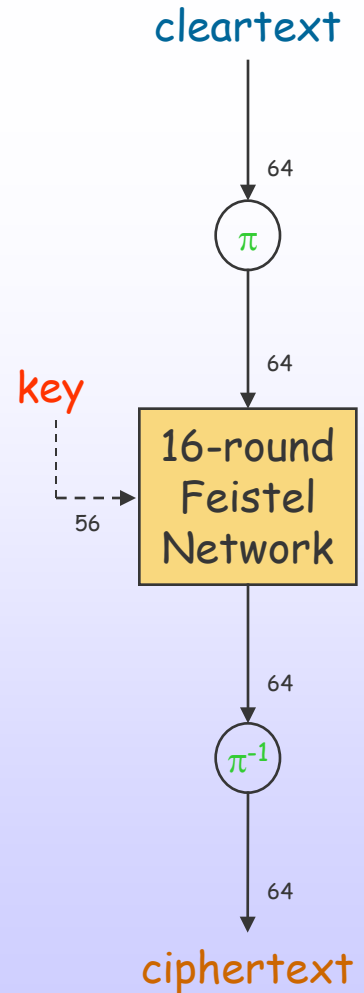 cleartext
64
π
64
key
56
16-round
Feistel
Network
64
π-1
64
ciphertext